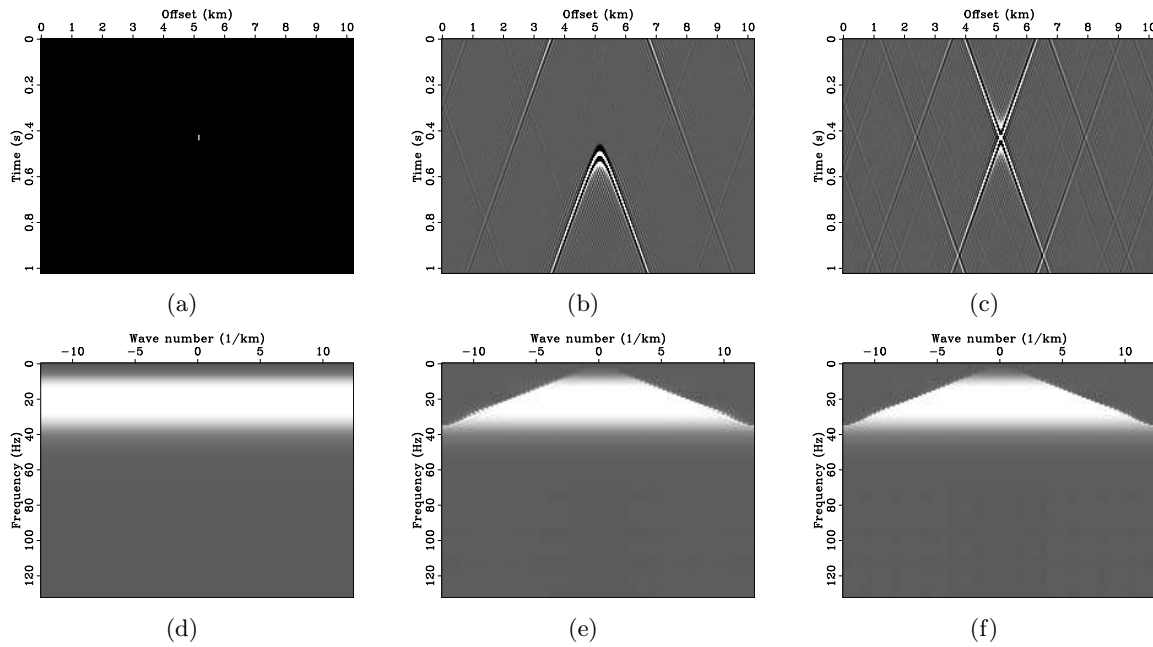 Offset (km)
0 1 2 3 4 5 6 7 8 9 10
Time (s)
0 0.2 0.4 0.6 0.8 1
(a)
Offset (km)
0 1 2 3 4 5 6 7 8 9 10
Time (s)
0 0.2 0.4 0.6 0.8 1
(b)
Offset (km)
0 1 2 3 4 5 6 7 8 9 10
Time (s)
0 0.2 0.4 0.6 0.8 1
(c)
Wave number (1/km)
−10 −5 0 5 10
Frequency (Hz)
0 20 40 60 80 100 120
(d)
Wave number (1/km)
−10 −5 0 5 10
Frequency (Hz)
0 20 40 60 80 100 120
(e)
Wave number (1/km)
−10 −5 0 5 10
Frequency (Hz)
0 20 40 60 80 100 120
(f)